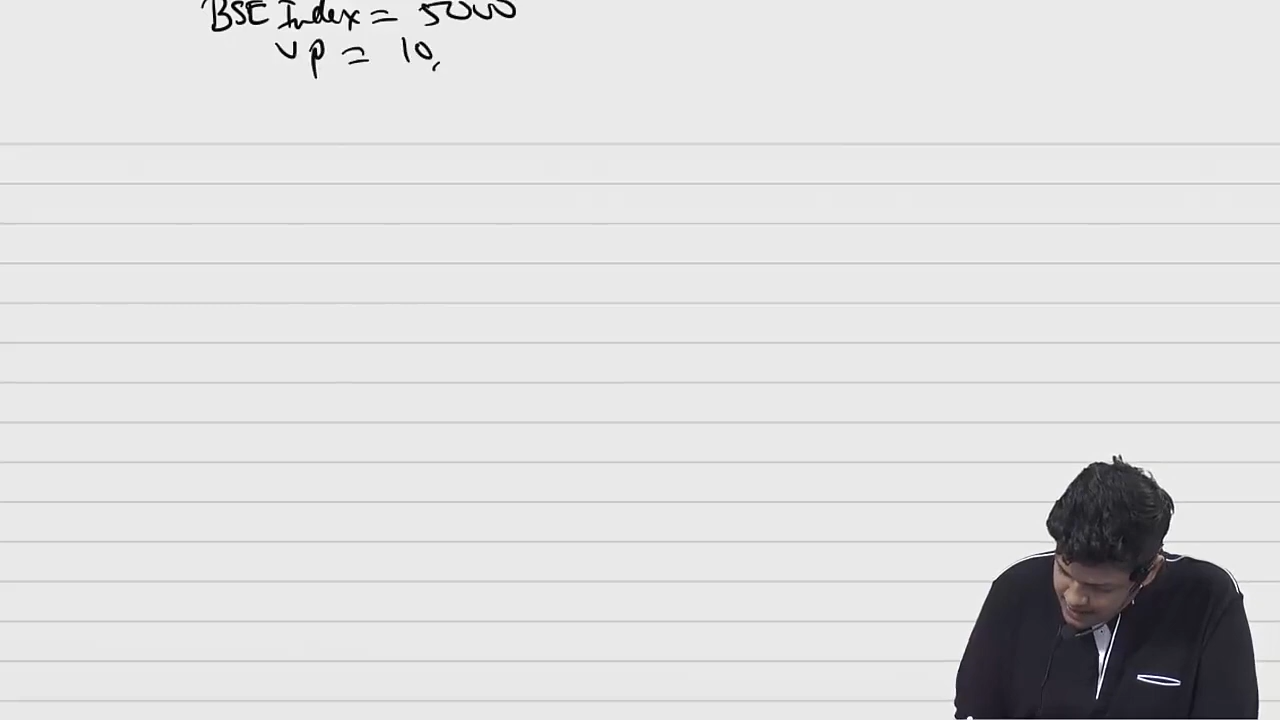 BSE Index = 5000
VP = 10,